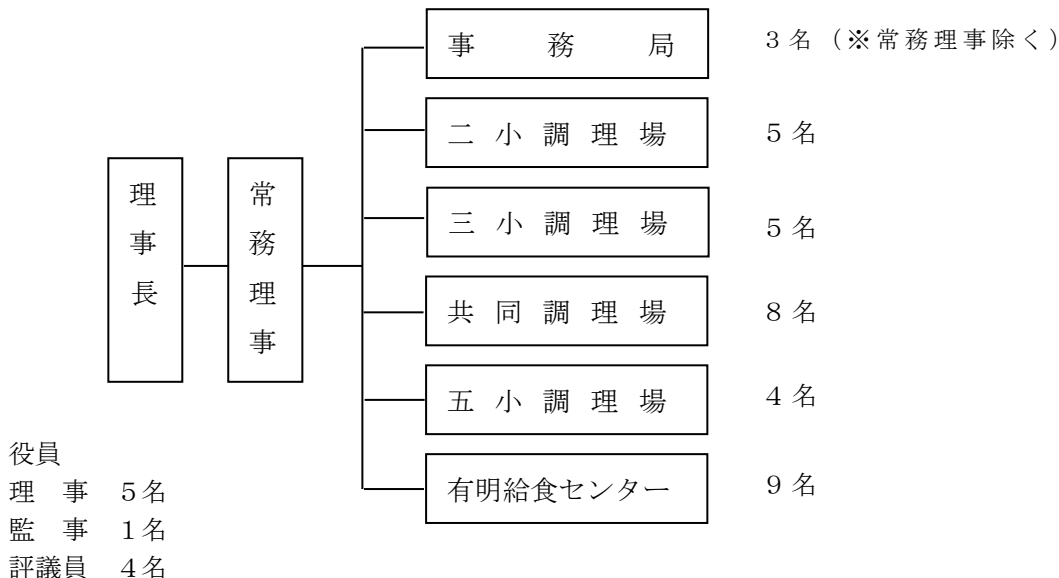 事務局 3名（※常務理事除く）
二小調理場 5名
理事長
常務理事
三小調理場 5名
共同調理場 8名
五小調理場 4名
有明給食センター 9名
役員
理　事　5名
監　事　1名
評議員　4名